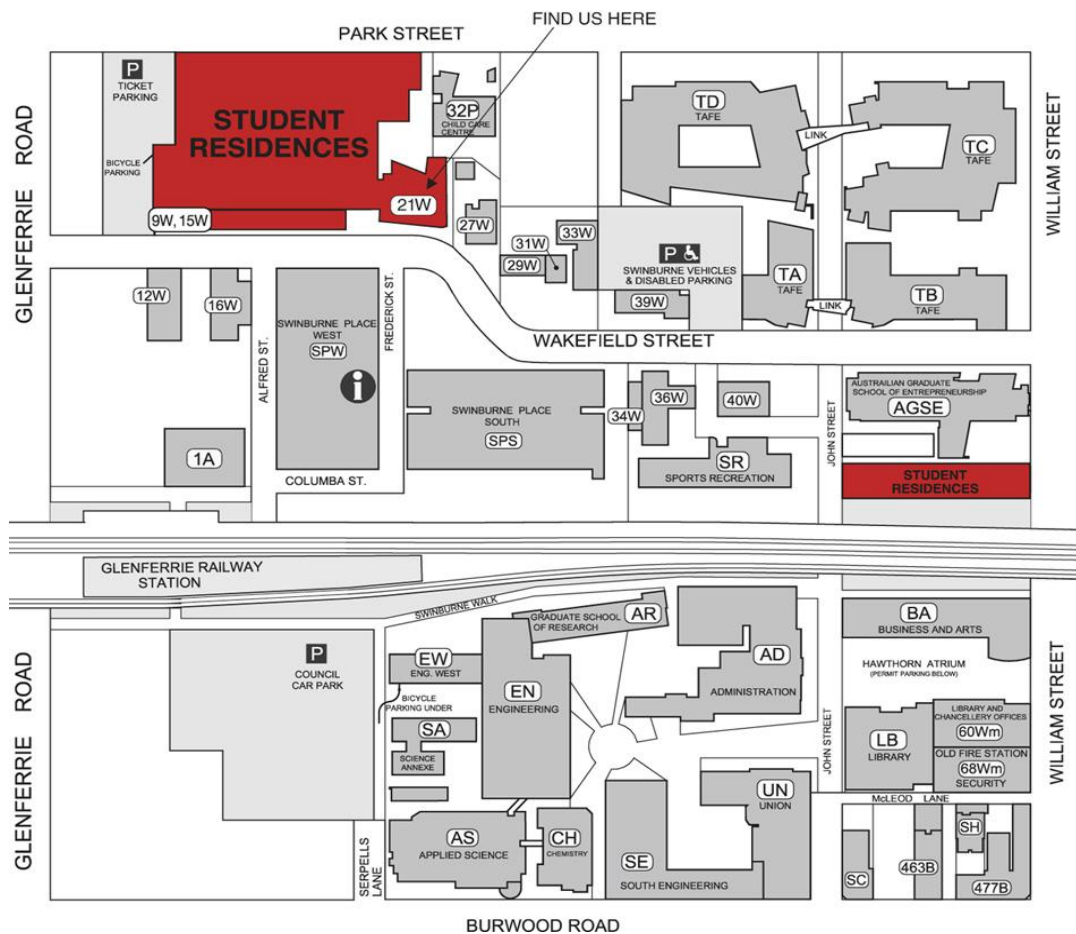 FIND US HERE
PARK STREET
P
TICKET
PARKING
BICYCLE
PARKING
GLENFERRIE ROAD
STUDENT
RESIDENCES
9W, 15W
21W
32P
CHILD CARE
CENTRE
27W
29W
31W
33W
39W
P
SWINBURNE VEHICLES
& DISABLED PARKING
TD
TAFE
LINK
TC
TAFE
TA
TAFE
LINK
TB
TAFE
WILLIAM STREET
WAKEFIELD STREET
12W
16W
ALFRED ST.
SWINBURNE PLACE
WEST
SPW
i
FREDERICK ST.
1A
COLUMBA ST.
SWINBURNE PLACE
SOUTH
SPS
34W
36W
40W
SR
SPORTS RECREATION
JOHN STREET
AUSTRAILIAN GRADUATE
SCHOOL OF ENTREPRENEURSHIP
AGSE
STUDENT
RESIDENCES
GLENFERRIE RAILWAY
STATION
SWINBURNE WALK
GLENFERRIE ROAD
P
COUNCIL
CAR PARK
SERPELLS
LANE
GRADUATE SCHOOL
OF RESEARCH
AR
EW
ENG. WEST
BICYCLE
PARKING UNDER
EN
ENGINEERING
SA
SCIENCE
ANNEXE
AS
APPLIED SCIENCE
CH
CHEMISTRY
AD
ADMINISTRATION
UN
UNION
SE
SOUTH ENGINEERING
JOHN STREET
BA
BUSINESS AND ARTS
HAWTHORN ATRIUM
(PERMIT PARKING BELOW)
LB
LIBRARY
LIBRARY AND
CHANCELLERY OFFICES
60Wm
OLD FIRE STATION
68Wm
SECURITY
WILLIAM STREET
McLEOD LANE
SC
463B
SH
477B
BURWOOD ROAD